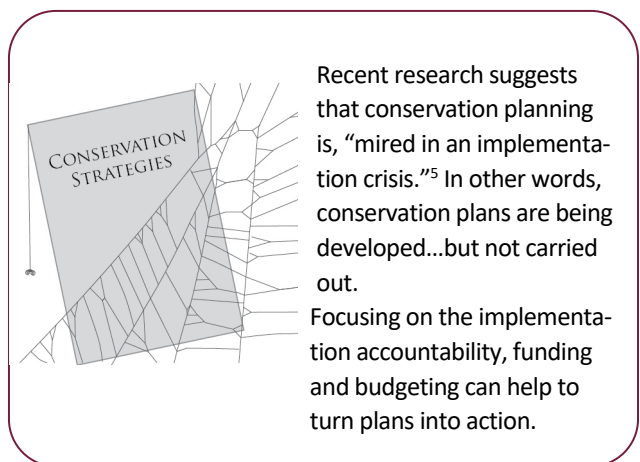 CONSERVATION
STRATEGIES
Recent research suggests
that conservation planning
is, “mired in an implementa-
tion crisis.”⁵ In other words,
conservation plans are being
developed...but not carried
out.
Focusing on the implementa-
tion accountability, funding
and budgeting can help to
turn plans into action.